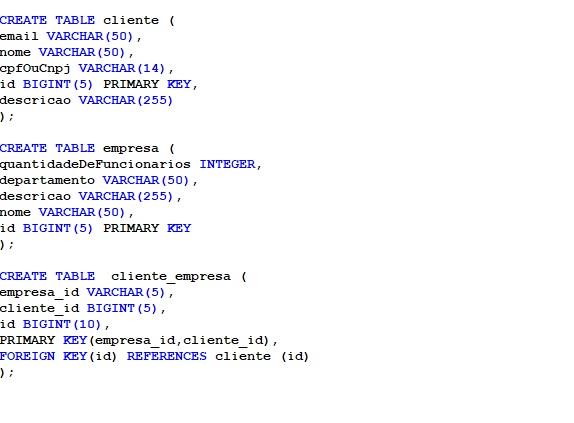 CREATE TABLE cliente (
email VARCHAR(50),
nome VARCHAR(50),
cpfOuCnpj VARCHAR(14),
id BIGINT(5) PRIMARY KEY,
descricao VARCHAR(255)
);
CREATE TABLE empresa (
quantidadeDeFuncionarios INTEGER,
departamento VARCHAR(50),
descricao VARCHAR(255),
nome VARCHAR(50),
id BIGINT(5) PRIMARY KEY
);
CREATE TABLE  cliente_empresa (
empresa_id VARCHAR(5),
cliente_id BIGINT(5),
id BIGINT(10),
PRIMARY KEY(empresa_id,cliente_id),
FOREIGN KEY(id) REFERENCES cliente (id)
);